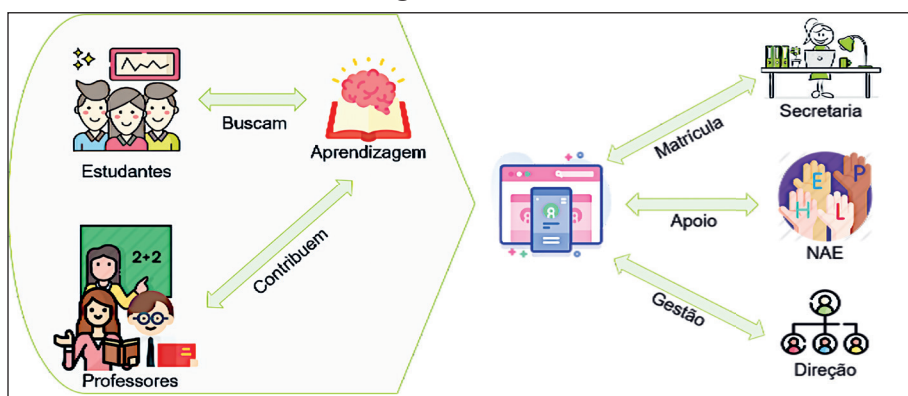 Estudantes
Buscam
Aprendizagem
2+2
Contribuem
Professores
Matrícula
Secretaria
Apoio
H
E
L
P
NAE
Gestão
Direção